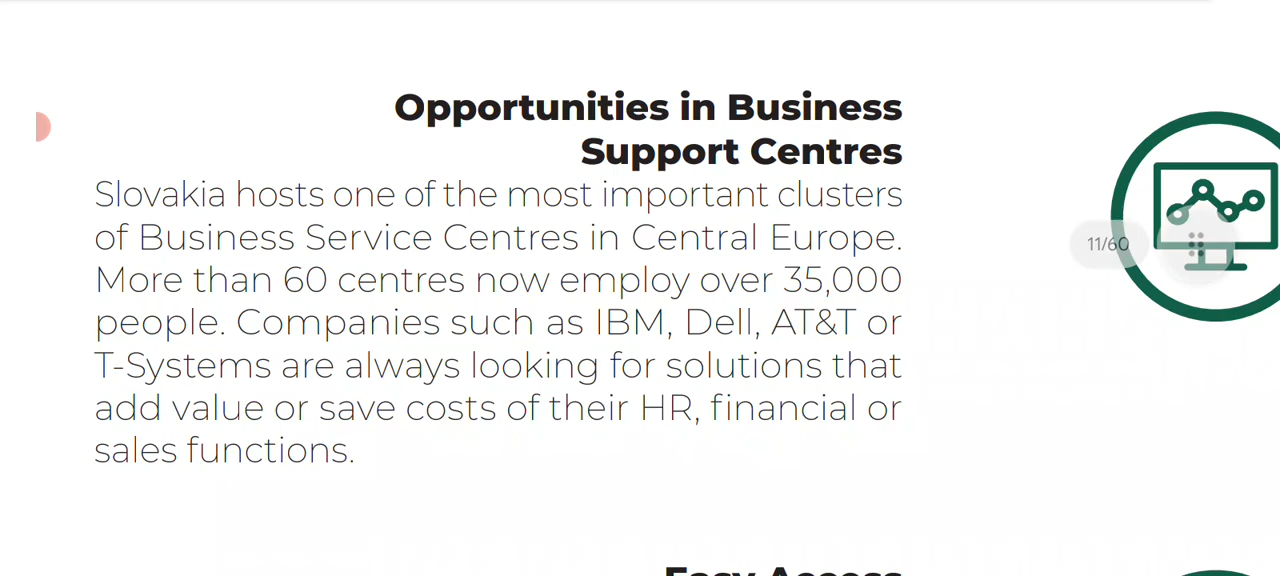 Opportunities in Business
Support Centres
Slovakia hosts one of the most important clusters
of Business Service Centres in Central Europe.
More than 60 centres now employ over 35,000
people. Companies such as IBM, Dell, AT&T or
T-Systems are always looking for solutions that
add value or save costs of their HR, financial or
sales functions.
11/60
Easy Access